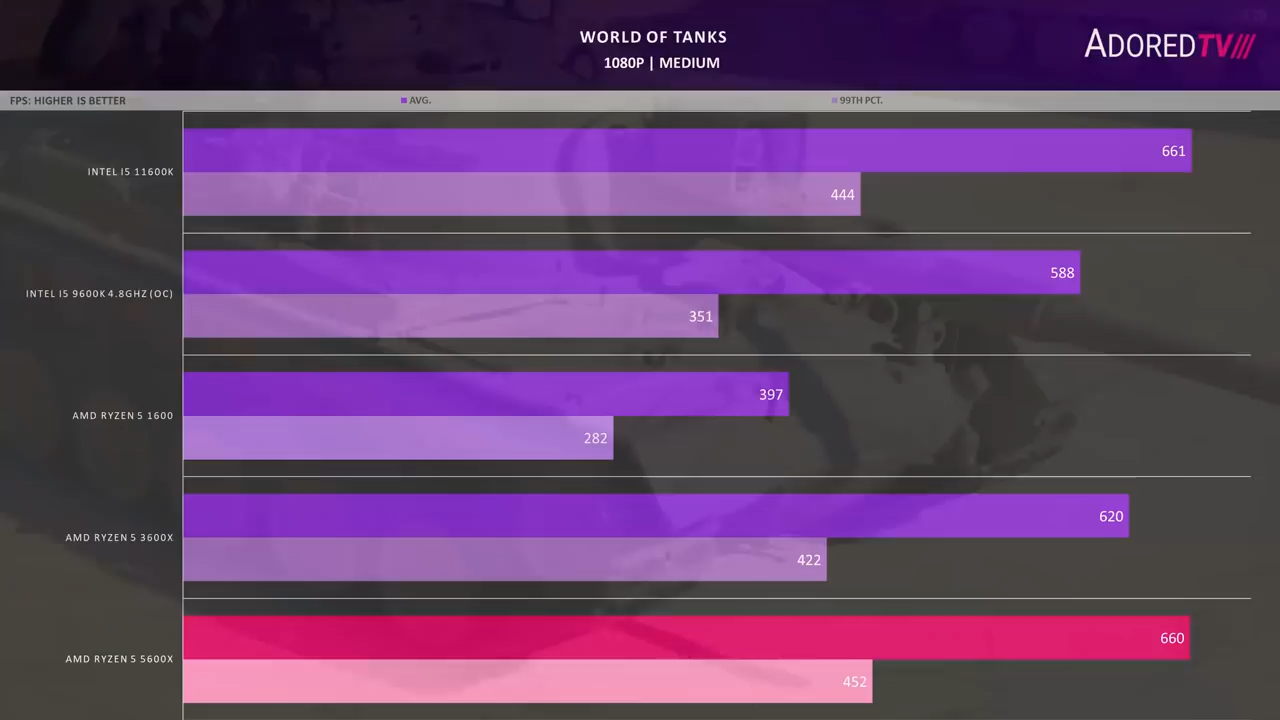 WORLD OF TANKS
1080P | MEDIUM
ADOREDTV
FPS: HIGHER IS BETTER
AVG.
99TH PCT.
INTEL I5 11600K
661
444
INTEL I5 9600K 4.8GHZ (OC)
588
351
AMD RYZEN 5 1600
397
282
AMD RYZEN 5 3600X
620
422
AMD RYZEN 5 5600X
660
452